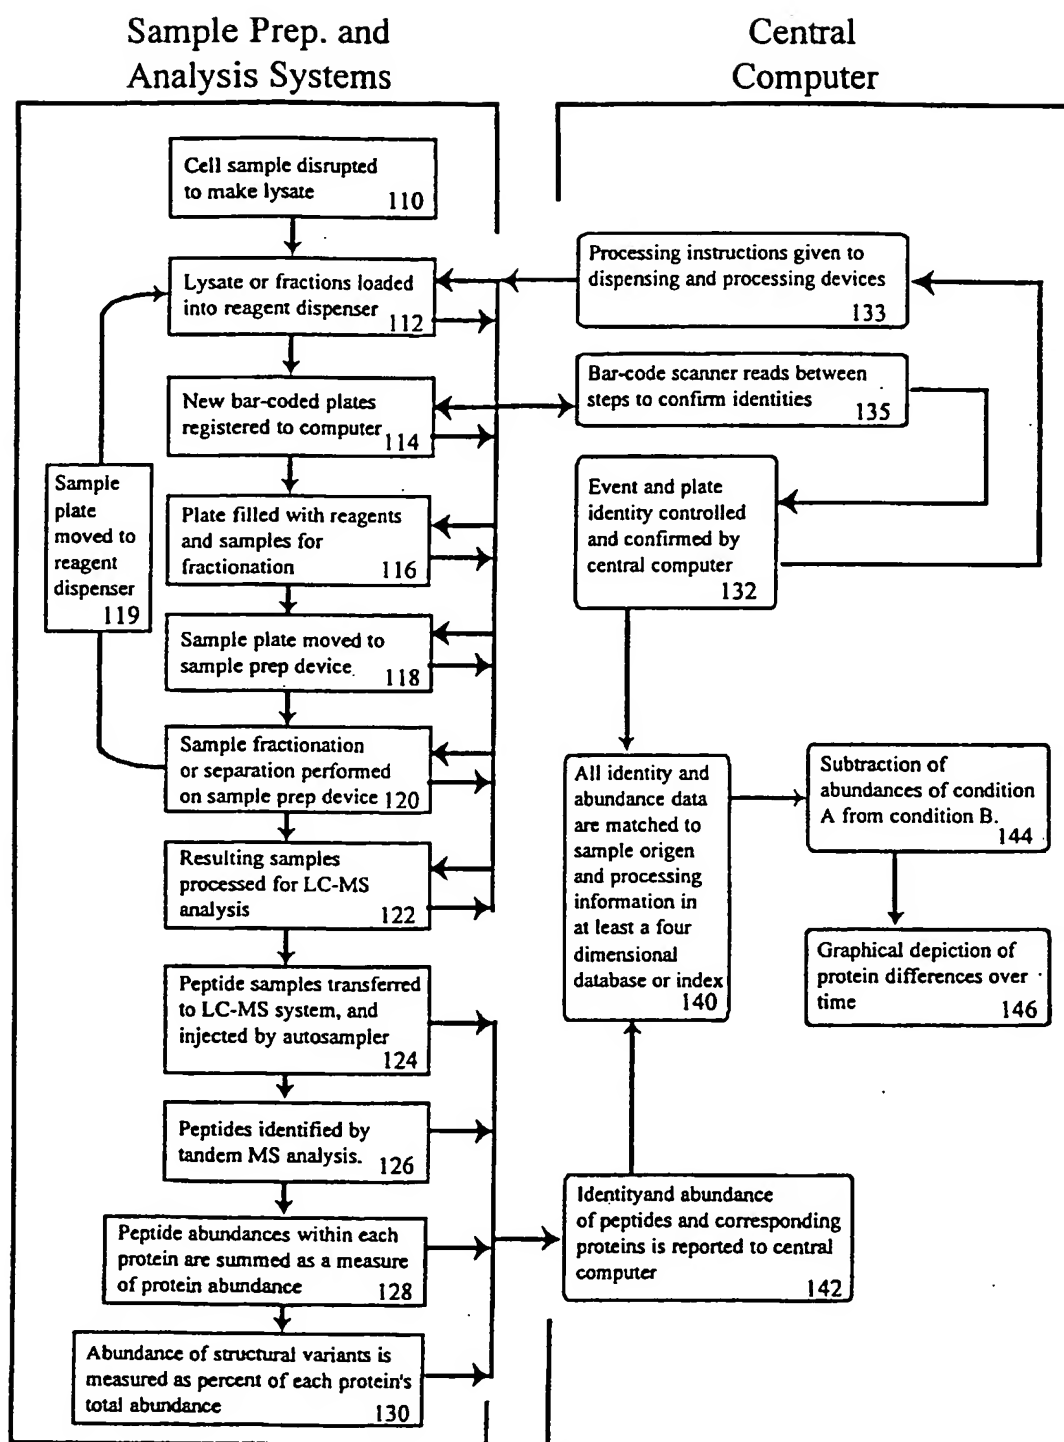 Sample Prep. and
Analysis Systems
Central
Computer
Cell sample disrupted
to make lysate
110
Lysate or fractions loaded
into reagent dispenser
112
New bar-coded plates
registered to computer
114
Plate filled with reagents
and samples for
fractionation
116
Sample plate moved to
sample prep device
118
Sample
plate
moved to
reagent
dispenser
119
Sample fractionation
or separation performed
on sample prep device
120
Resulting samples
processed for LC-MS
analysis
122
Peptide samples transferred
to LC-MS system, and
injected by autosampler
124
Peptides identified by
tandem MS analysis.
126
Peptide abundances within each
protein are summed as a measure
of protein abundance
128
Abundance of structural variants is
measured as percent of each protein's
total abundance
130
Processing instructions given to
dispensing and processing devices
133
Bar-code scanner reads between
steps to confirm identities
135
Event and plate
identity controlled
and confirmed by
central computer
132
All identity and
abundance data
are matched to
sample origen
and processing
information in
at least a four
dimensional
database or index
140
Subtraction of
abundances of condition
A from condition B.
144
Graphical depiction of
protein differences over
time
146
Identityand abundance
of peptides and corresponding
proteins is reported to central
computer
142